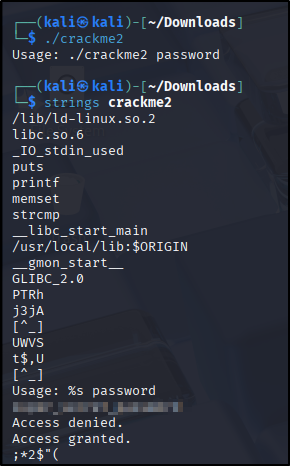 ┌──(kali㉿kali)-[~/Downloads]
└─$ ./crackme2
Usage: ./crackme2 password
┌──(kali㉿kali)-[~/Downloads]
└─$ strings crackme2
/lib/ld-linux.so.2
libc.so.6
_IO_stdin_used
puts
printf
memset
strcmp
__libc_start_main
/usr/local/lib:$ORIGIN
__gmon_start__
GLIBC_2.0
PTRh
j3jA
[^_]
UWVS
t$,U
[^_]
Usage: %s password
Access denied.
Access granted.
;*2$"(